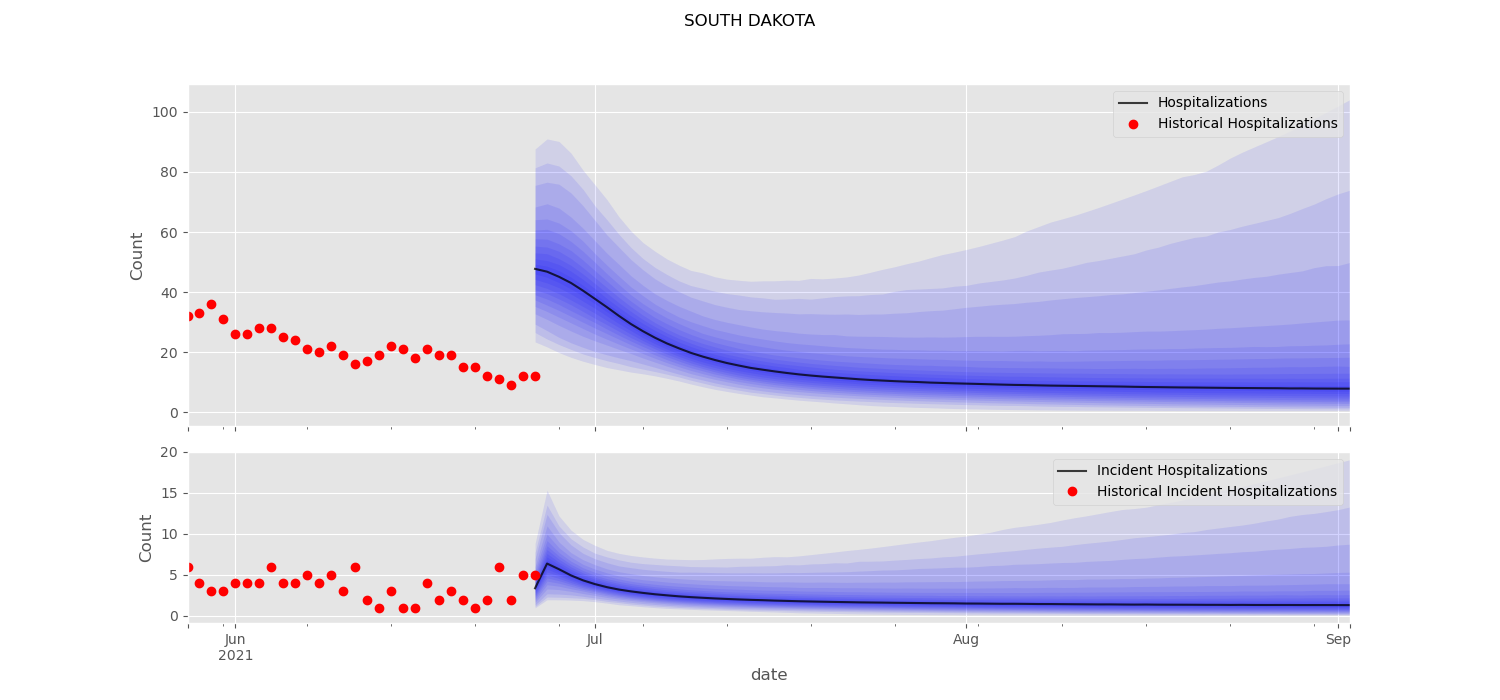 SOUTH DAKOTA
100
80
60
40
20
0
Count
Hospitalizations
Historical Hospitalizations
20
15
10
5
0
Count
Incident Hospitalizations
Historical Incident Hospitalizations
Jun
2021
Jul
Aug
Sep
date